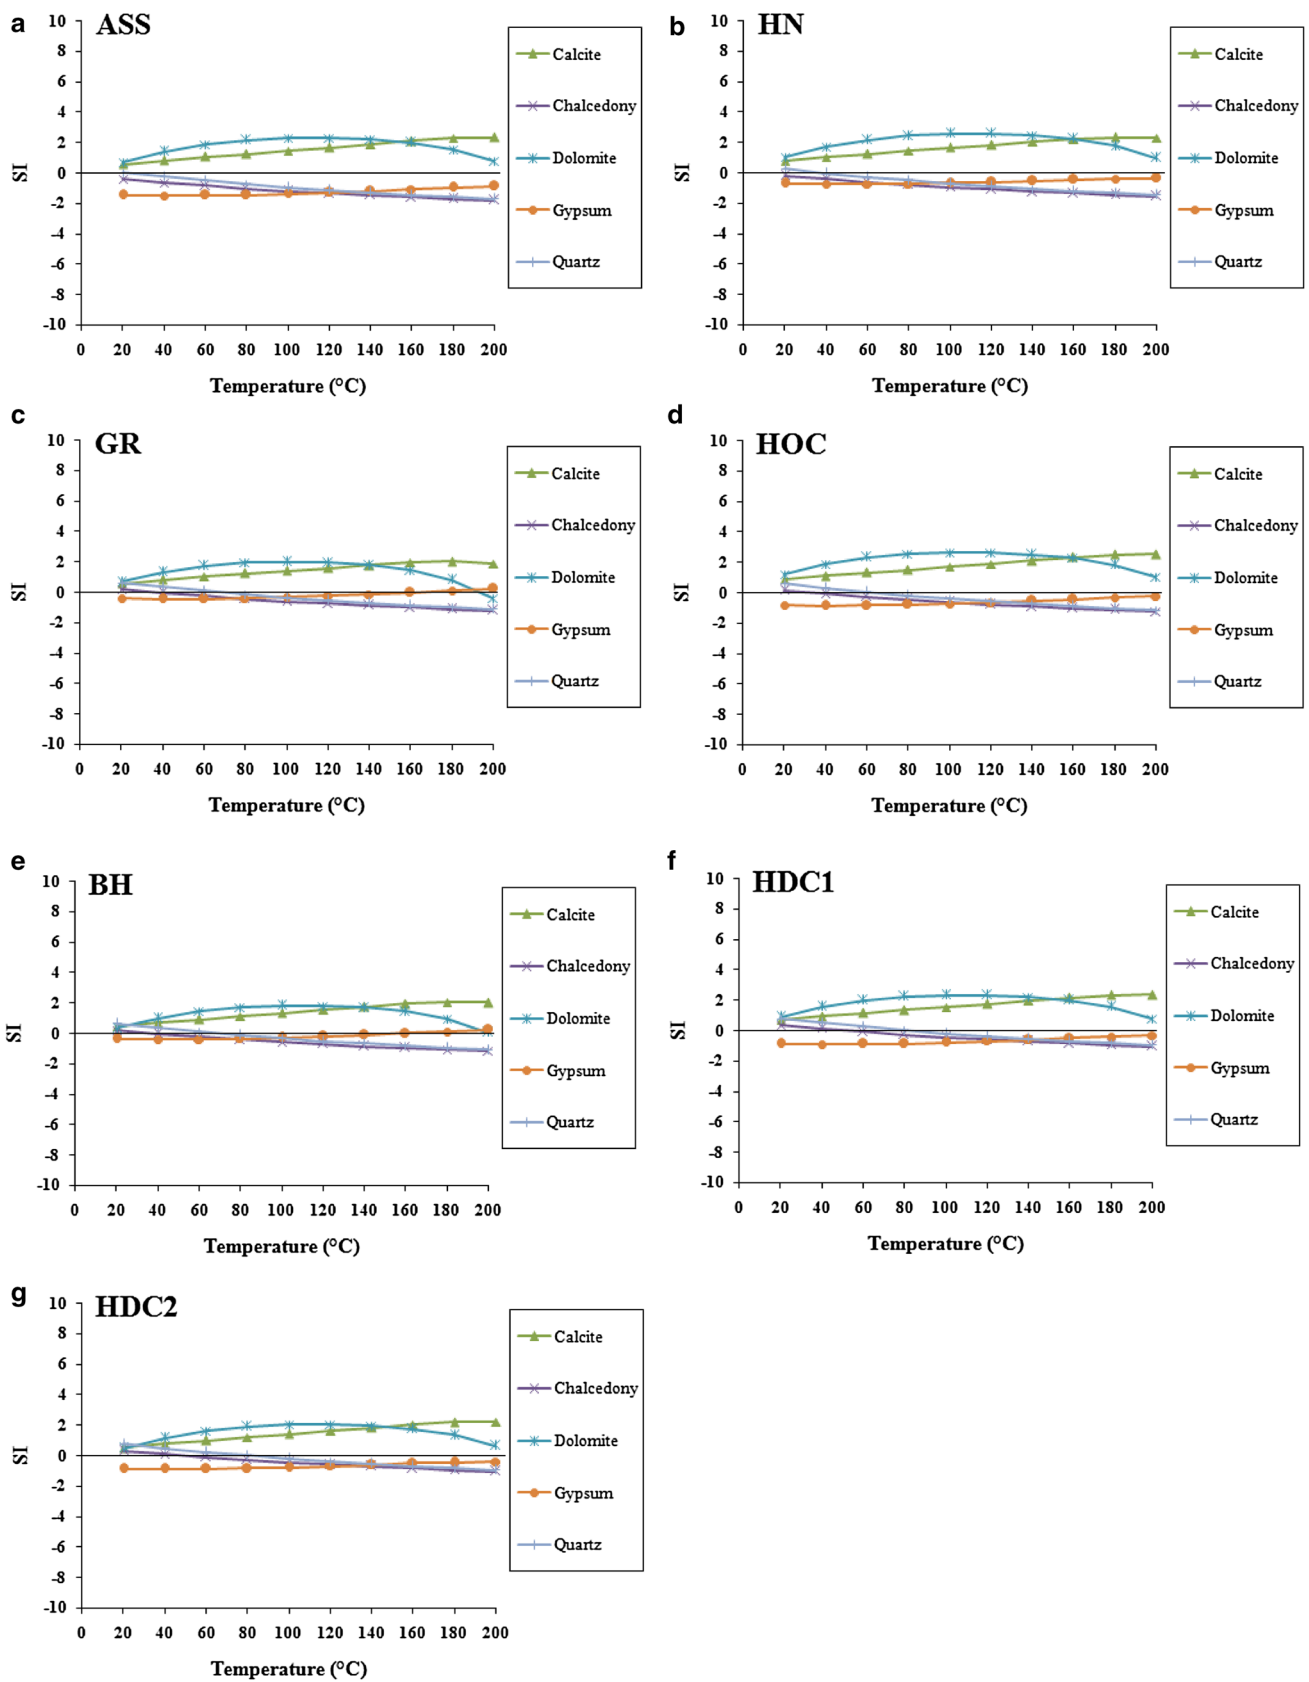 a ASS
10
8
6
4
2
0
-2
-4
-6
-8
-10
SI
0 20 40 60 80 100 120 140 160 180 200
Temperature (°C)
Calcite
Chalcedony
Dolomite
Gypsum
Quartz
b HN
10
8
6
4
2
0
-2
-4
-6
-8
-10
SI
0 20 40 60 80 100 120 140 160 180 200
Temperature (°C)
Calcite
Chalcedony
Dolomite
Gypsum
Quartz
c GR
10
8
6
4
2
0
-2
-4
-6
-8
-10
SI
0 20 40 60 80 100 120 140 160 180 200
Temperature (°C)
Calcite
Chalcedony
Dolomite
Gypsum
Quartz
d HOC
10
8
6
4
2
0
-2
-4
-6
-8
-10
SI
0 20 40 60 80 100 120 140 160 180 200
Temperature (°C)
Calcite
Chalcedony
Dolomite
Gypsum
Quartz
e BH
10
8
6
4
2
0
-2
-4
-6
-8
-10
SI
0 20 40 60 80 100 120 140 160 180 200
Temperature (°C)
Calcite
Chalcedony
Dolomite
Gypsum
Quartz
f HDC1
10
8
6
4
2
0
-2
-4
-6
-8
-10
SI
0 20 40 60 80 100 120 140 160 180 200
Temperature (°C)
Calcite
Chalcedony
Dolomite
Gypsum
Quartz
g HDC2
10
8
6
4
2
0
-2
-4
-6
-8
-10
SI
0 20 40 60 80 100 120 140 160 180 200
Temperature (°C)
Calcite
Chalcedony
Dolomite
Gypsum
Quartz